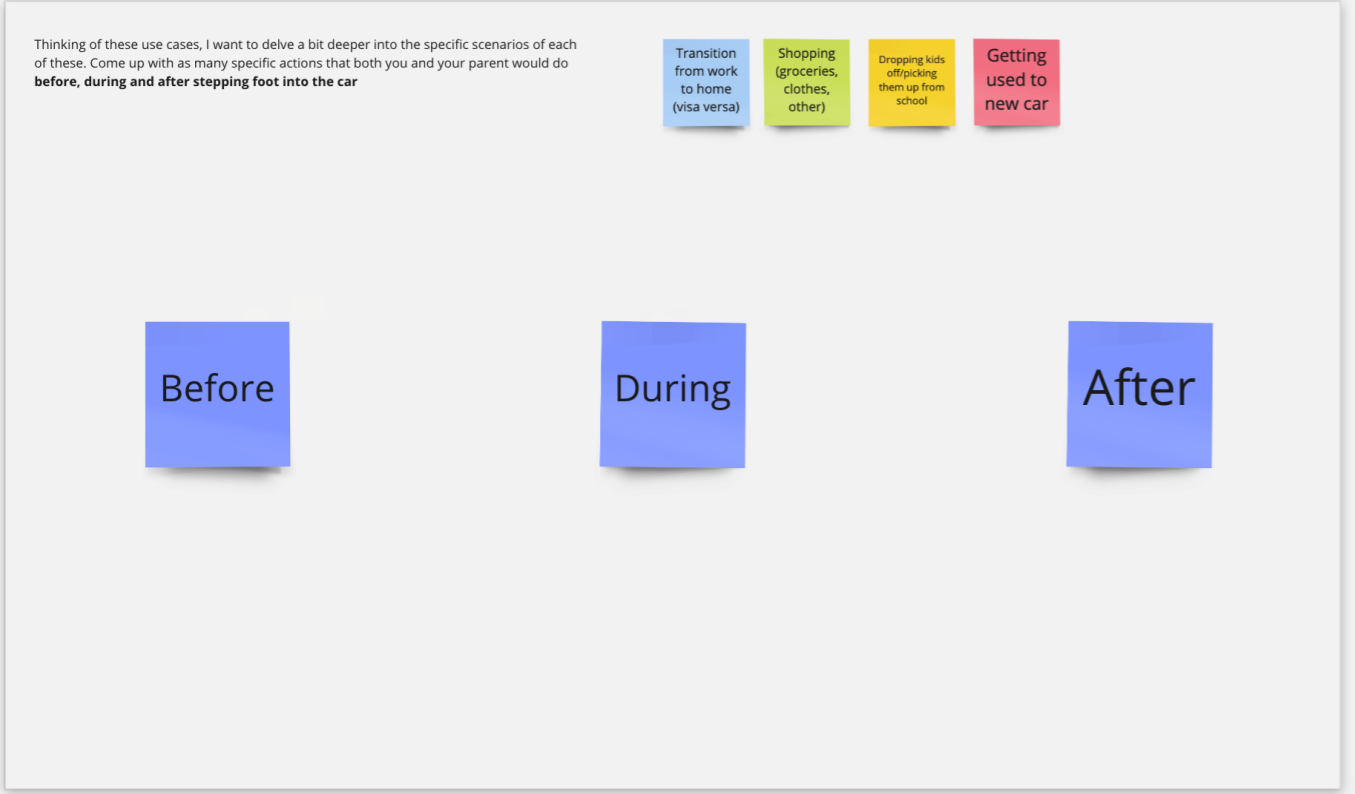 Thinking of these use cases, I want to delve a bit deeper into the specific scenarios of each
of these. Come up with as many specific actions that both you and your parent would do
before, during and after stepping foot into the car
Transition
from work
to home
(visa versa)
Shopping
(groceries,
clothes,
other)
Dropping kids
off/picking
them up from
school
Getting
used to
new car
Before
During
After